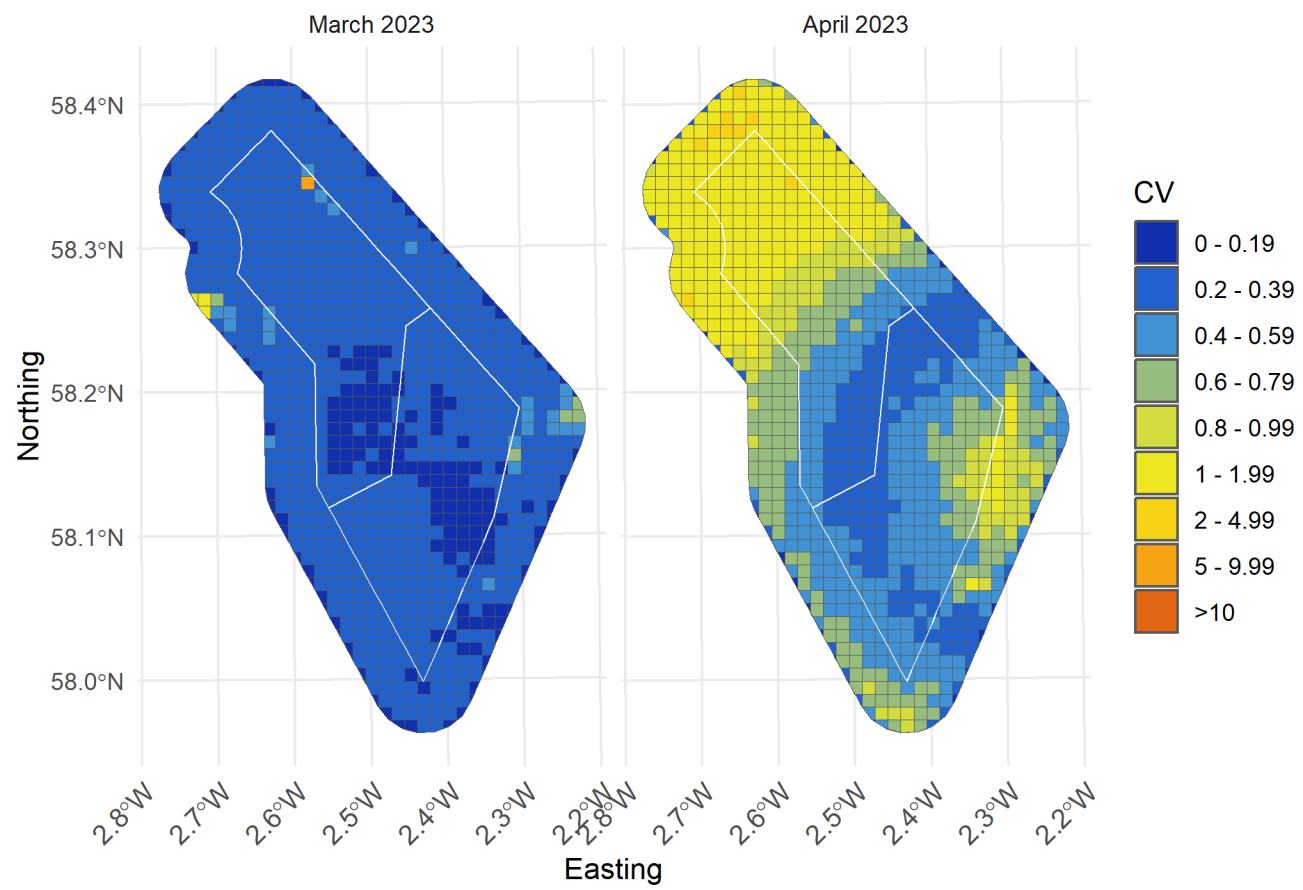 March 2023
April 2023
58.4°N
58.3°N
58.2°N
58.1°N
58.0°N
Northing
2.8°W
2.7°W
2.6°W
2.5°W
2.4°W
2.3°W
2.2°W
2.8°W
2.7°W
2.6°W
2.5°W
2.4°W
2.3°W
2.2°W
Easting
CV
0 - 0.19
0.2 - 0.39
0.4 - 0.59
0.6 - 0.79
0.8 - 0.99
1 - 1.99
2 - 4.99
5 - 9.99
>10